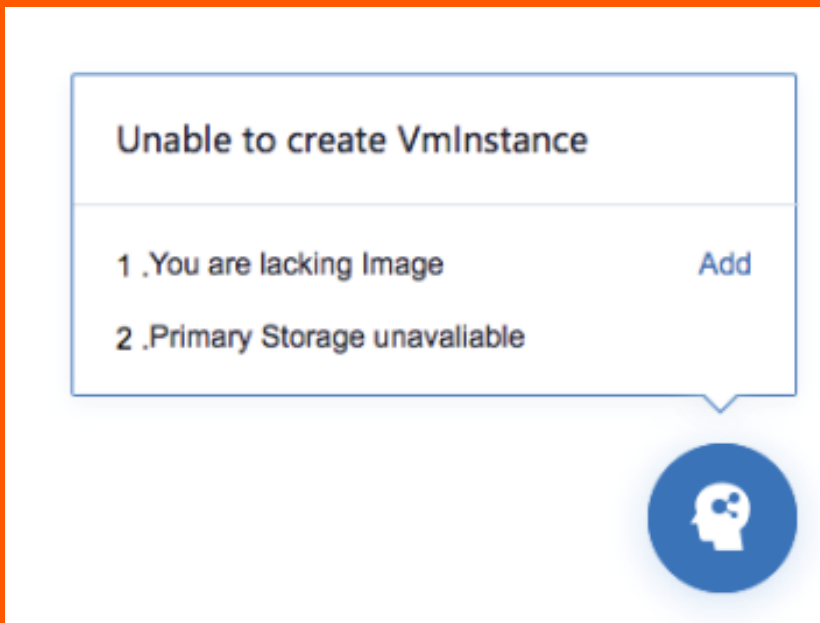 Unable to create VmInstance
1 .You are lacking Image Add
2 .Primary Storage unavaliable